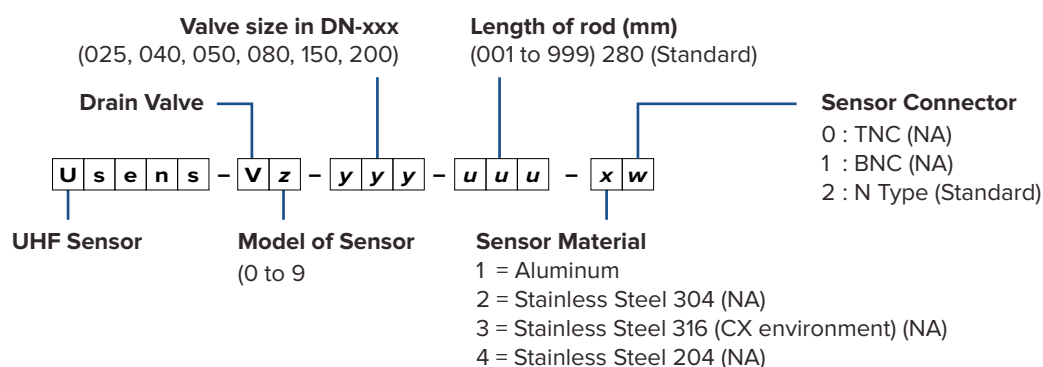 Valve size in DN-xxx
(025, 040, 050, 080, 150, 200)
Length of rod (mm)
(001 to 999) 280 (Standard)
Drain Valve
Sensor Connector
0 : TNC (NA)
1 : BNC (NA)
2 : N Type (Standard)
U s e n s – V z – y y y – u u u – x w
UHF Sensor
Model of Sensor
(0 to 9
Sensor Material
1 = Aluminum
2 = Stainless Steel 304 (NA)
3 = Stainless Steel 316 (CX environment) (NA)
4 = Stainless Steel 204 (NA)